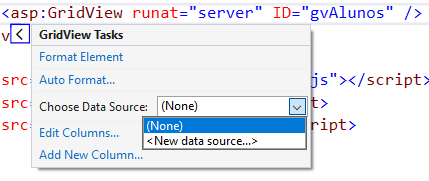 <asp:GridView runat="server" ID="gvAlunos" />
v
<
GridView Tasks
Format Element
Auto Format...
src= js"></script>
Choose Data Source: (None)
(None)
src= t>
<New data source...>
Edit Columns...
src= ript>
Add New Column...